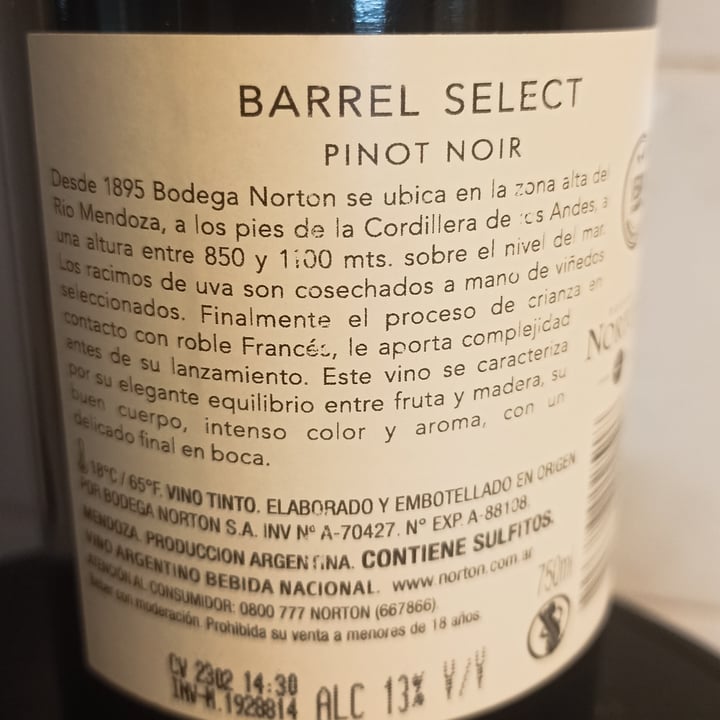 BARREL SELECT
PINOT NOIR
Desde 1895 Bodega Norton se ubica en la zona alta del
Río Mendoza, a los pies de la Cordillera de los Andes, a
una altura entre 850 y 1100 mts. sobre el nivel del mar.
Los racimos de uva son cosechados a mano de viñedos
seleccionados. Finalmente el proceso de crianza en
contacto con roble Francés, le aporta complejidad
antes de su lanzamiento. Este vino se caracteriza
por su elegante equilibrio entre fruta y madera, su
buen cuerpo, intenso color y aroma, con un
delicado final en boca.
18°C / 65°F. VINO TINTO. ELABORADO Y EMBOTELLADO EN ORIGEN
POR BODEGA NORTON S.A. INV Nº A-70427. N° EXP. A-88108.
MENDOZA. PRODUCCION ARGENTINA. CONTIENE SULFITOS.
VINO ARGENTINO BEBIDA NACIONAL. www.norton.com.ar
ATENCIÓN AL CONSUMIDOR: 0800 777 NORTON (667866)
Beber con moderación. Prohibida su venta a menores de 18 años.
750ml
CV 2302 14:30
INV-M.1928814 ALC 13% V/V